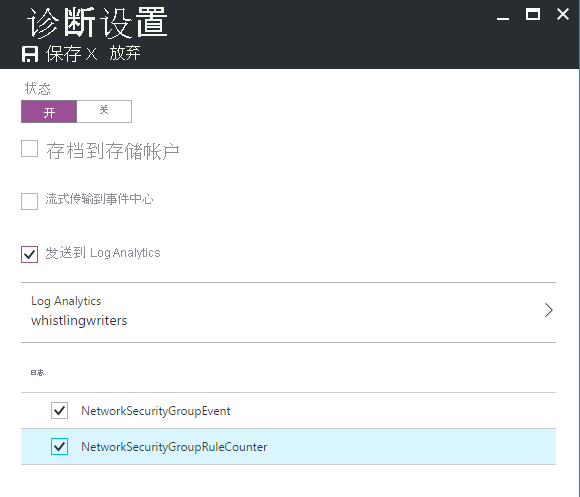 诊断设置
保存 X 放弃
状态
开 关
存档到存储帐户
流式传输到事件中心
发送到 Log Analytics
Log Analytics
whistlingwriters
日志
NetworkSecurityGroupEvent
NetworkSecurityGroupRuleCounter